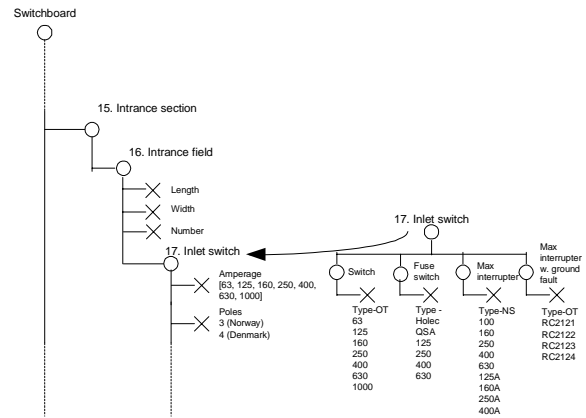 Switchboard
15. Intrance section
16. Intrance field
Length
Width
Number
17. Inlet switch
Amperage
[63, 125, 160, 250, 400,
630, 1000]
Poles
3 (Norway)
4 (Denmark)
17. Inlet switch
Switch
Type-OT
63
125
160
250
400
630
1000
Fuse
switch
Type -
Holec
QSA
125
250
400
630
Max
interrupter
Type-NS
100
160
250
400
630
125A
160A
250A
400A
Max
interrupter
w. ground
fault
Type-OT
RC2121
RC2122
RC2123
RC2124